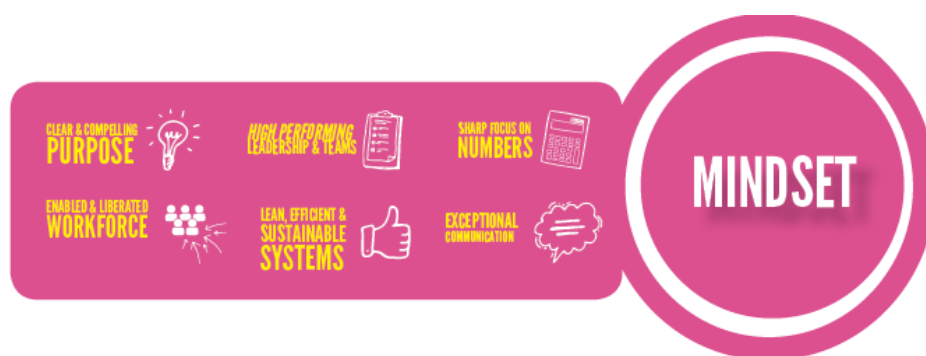 CLEAR & COMPELLING
PURPOSE
HIGH PERFORMING
LEADERSHIP & TEAMS
SHARP FOCUS ON
NUMBERS
ENABLED & LIBERATED
WORKFORCE
LEAN, EFFICIENT &
SUSTAINABLE
SYSTEMS
EXCEPTIONAL
COMMUNICATION
MINDSET